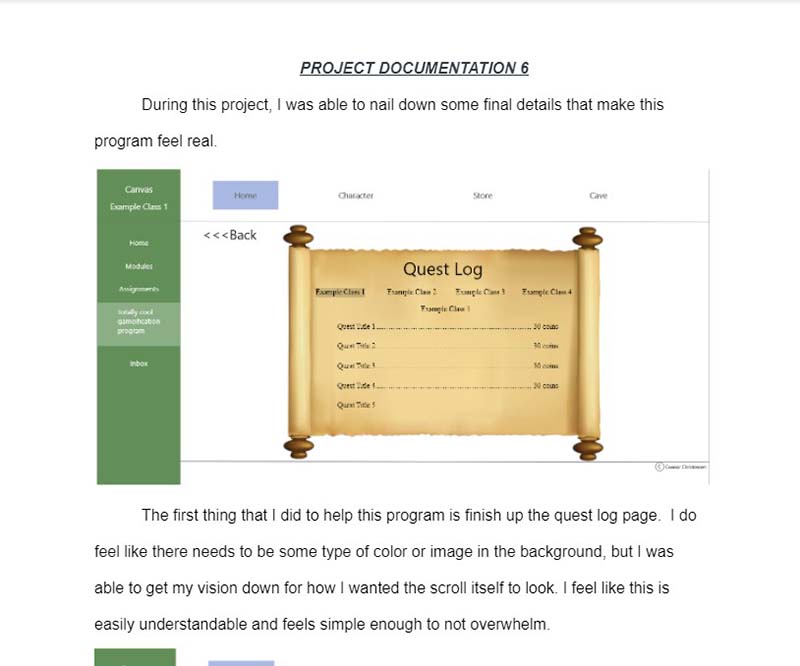 PROJECT DOCUMENTATION 6
During this project, I was able to nail down some final details that make this
program feel real.
Canvas
Example Class 1
Home
Modules
Assignments
totally cool
gamification
program
Inbox
Home
Character
Store
Cave
<<<Back
Quest Log
Example Class 1 Example Class 2 Example Class 3 Example Class 4
Example Class
Quest Title 1 30 coins
Quest Title 2 30 coins
Quest Title 3 30 coins
Quest Title 4 30 coins
Quest Title 5
The first thing that I did to help this program is finish up the quest log page. I do
feel like there needs to be some type of color or image in the background, but I was
able to get my vision down for how I wanted the scroll itself to look. I feel like this is
easily understandable and feels simple enough to not overwhelm.